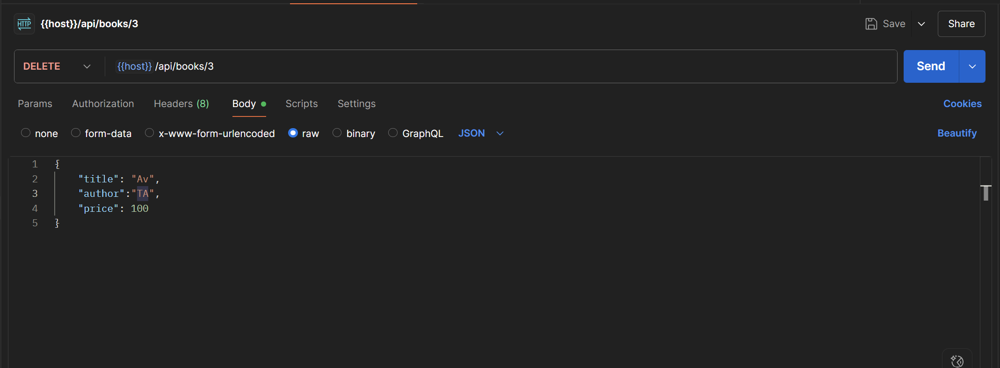 HTTP {{host}}/api/books/3 Save Share
DELETE {{host}} /api/books/3 Send
Params Authorization Headers (8) Body Scripts Settings Cookies
none form-data x-www-form-urlencoded raw binary GraphQL JSON Beautify
1 {
2 "title": "Av",
3 "author":"TA",
4 "price": 100
5 }